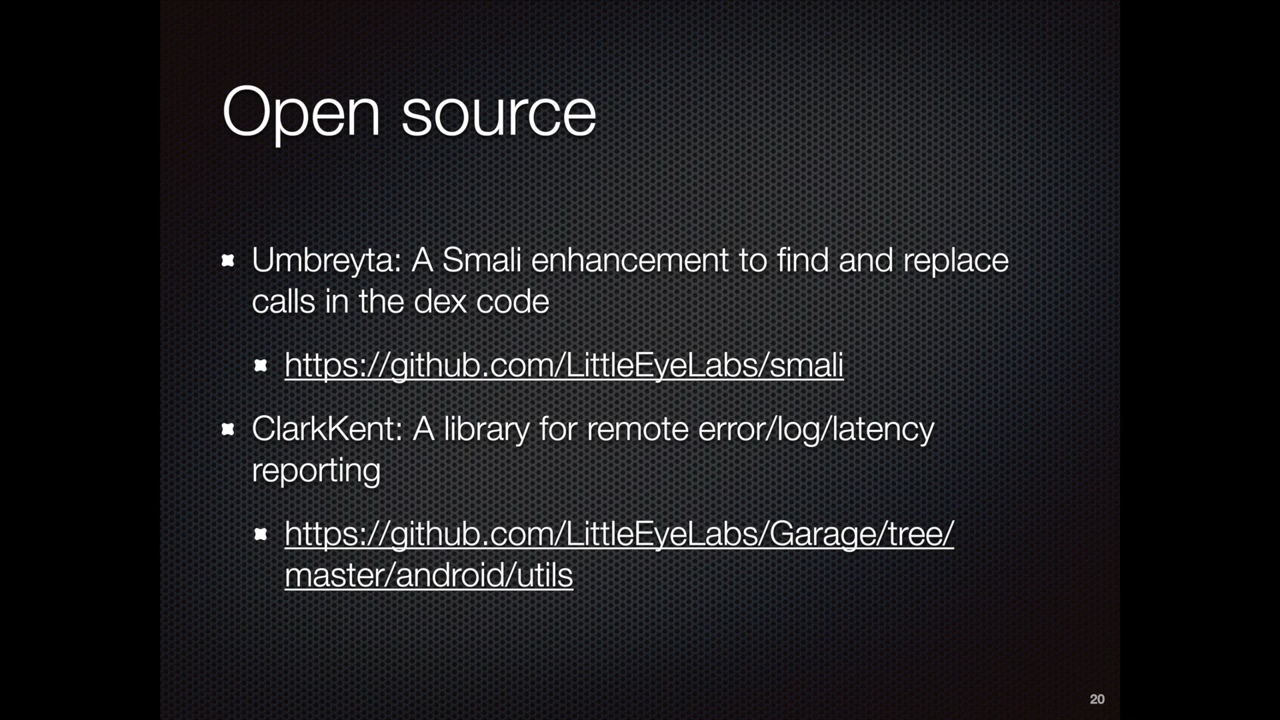 Open source
Umbreyta: A Smali enhancement to find and replace
calls in the dex code
https://github.com/LittleEyeLabs/smali
ClarkKent: A library for remote error/log/latency
reporting
https://github.com/LittleEyeLabs/Garage/tree/
master/android/utils
20